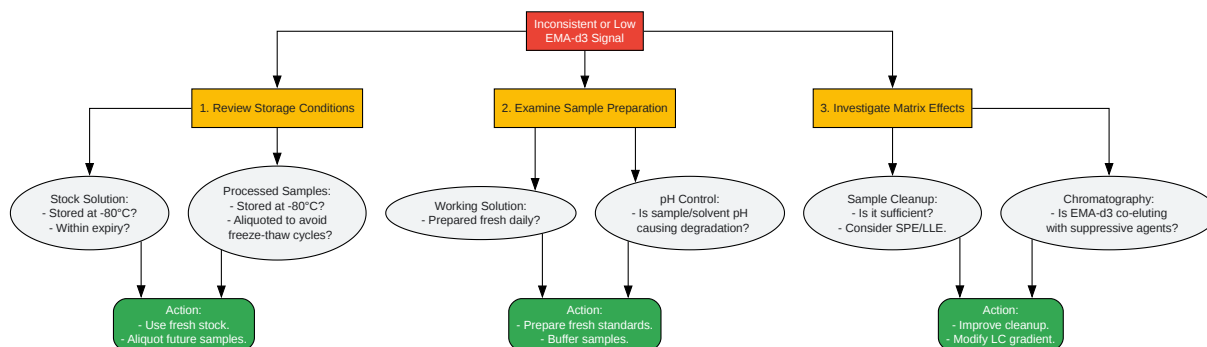 Inconsistent or Low
EMA-d3 Signal
1. Review Storage Conditions
2. Examine Sample Preparation
3. Investigate Matrix Effects
Stock Solution:
- Stored at -80°C?
- Within expiry?
Processed Samples:
- Stored at -80°C?
- Aliquoted to avoid
freeze-thaw cycles?
Working Solution:
- Prepared fresh daily?
pH Control:
- Is sample/solvent pH
causing degradation?
Sample Cleanup:
- Is it sufficient?
- Consider SPE/LLE.
Chromatography:
- Is EMA-d3 co-eluting
with suppressive agents?
Action:
- Use fresh stock.
- Aliquot future samples.
Action:
- Prepare fresh standards.
- Buffer samples.
Action:
- Improve cleanup.
- Modify LC gradient.